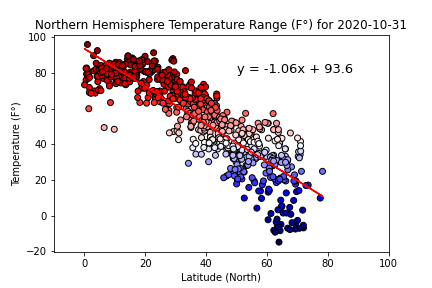 Northern Hemisphere Temperature Range (F°) for 2020-10-31
100
80
60
40
20
0
−20
Temperature (F°)
y = -1.06x + 93.6
0 20 40 60 80 100
Latitude (North)